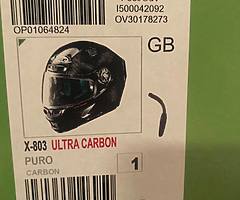 I500042092
OP01064824
OV30178273
GB
X-803 ULTRA CARBON
PURO
1
CARBON